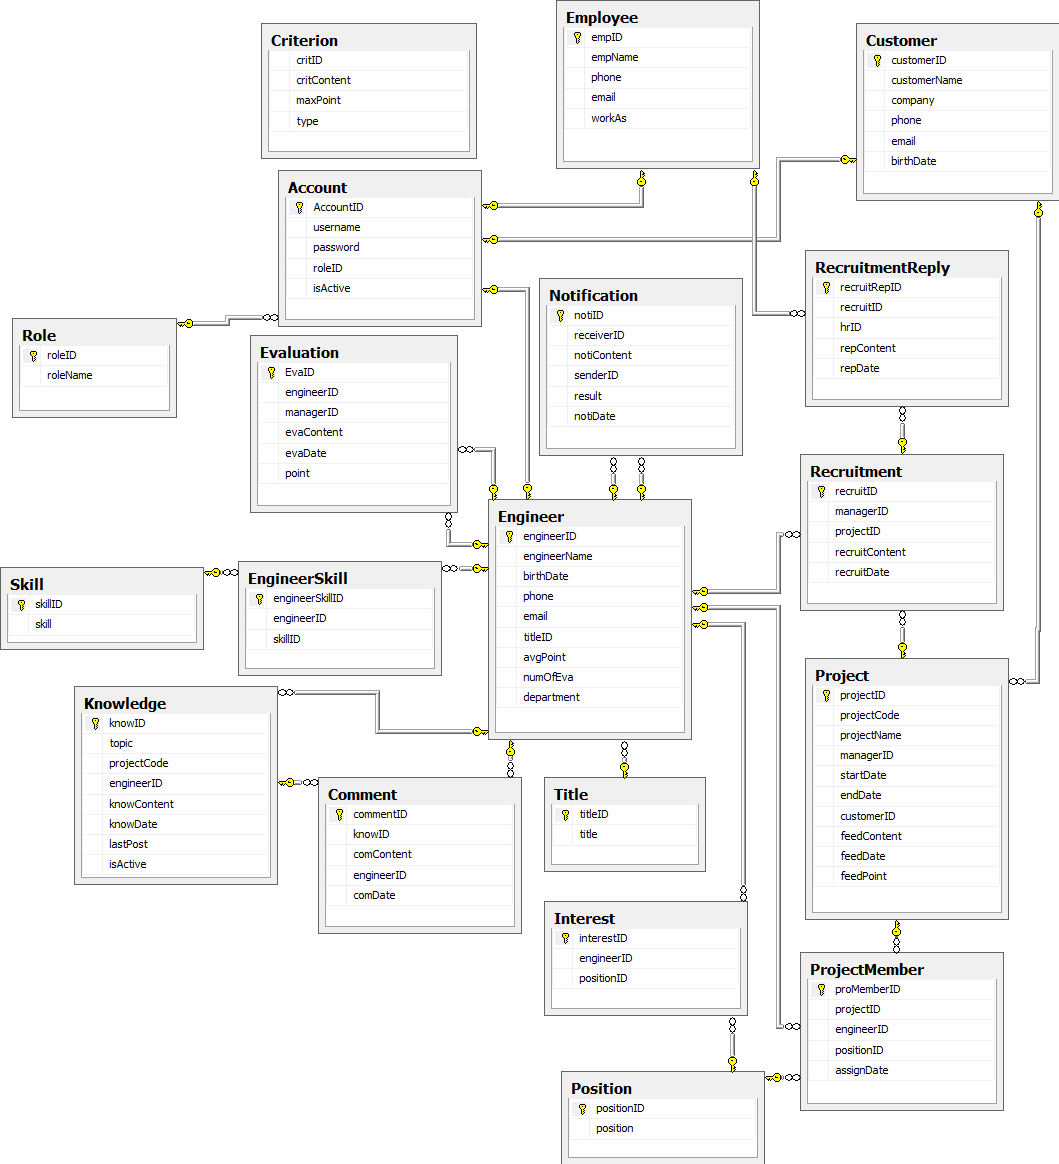 Employee
empID
empName
phone
email
workAs
Criterion
critID
critContent
maxPoint
type
Customer
customerID
customerName
company
phone
email
birthDate
Account
AccountID
username
password
roleID
isActive
RecruitmentReply
recruitRepID
recruitID
hrID
repContent
repDate
Notification
notiID
receiverID
notiContent
senderID
result
notiDate
Role
roleID
roleName
Evaluation
EvaID
engineerID
managerID
evaContent
evaDate
point
Recruitment
recruitID
managerID
projectID
recruitContent
recruitDate
Engineer
engineerID
engineerName
birthDate
phone
email
titleID
avgPoint
numOfEva
department
Skill
skillID
skill
EngineerSkill
engineerSkillID
engineerID
skillID
Project
projectID
projectCode
projectName
managerID
startDate
endDate
customerID
feedContent
feedDate
feedPoint
Knowledge
knowID
topic
projectCode
engineerID
knowContent
knowDate
lastPost
isActive
Comment
commentID
knowID
comContent
engineerID
comDate
Title
titleID
title
Interest
interestID
engineerID
positionID
ProjectMember
proMemberID
projectID
engineerID
positionID
assignDate
Position
positionID
position